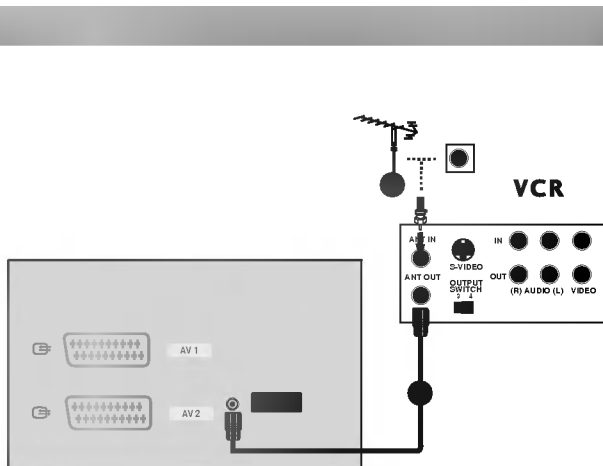 VCR
ANT IN
IN
S-VIDEO
ANT OUT
OUT
OUTPUT
SWITCH
(R) AUDIO (L) VIDEO
3 4
AV 1
AV 2